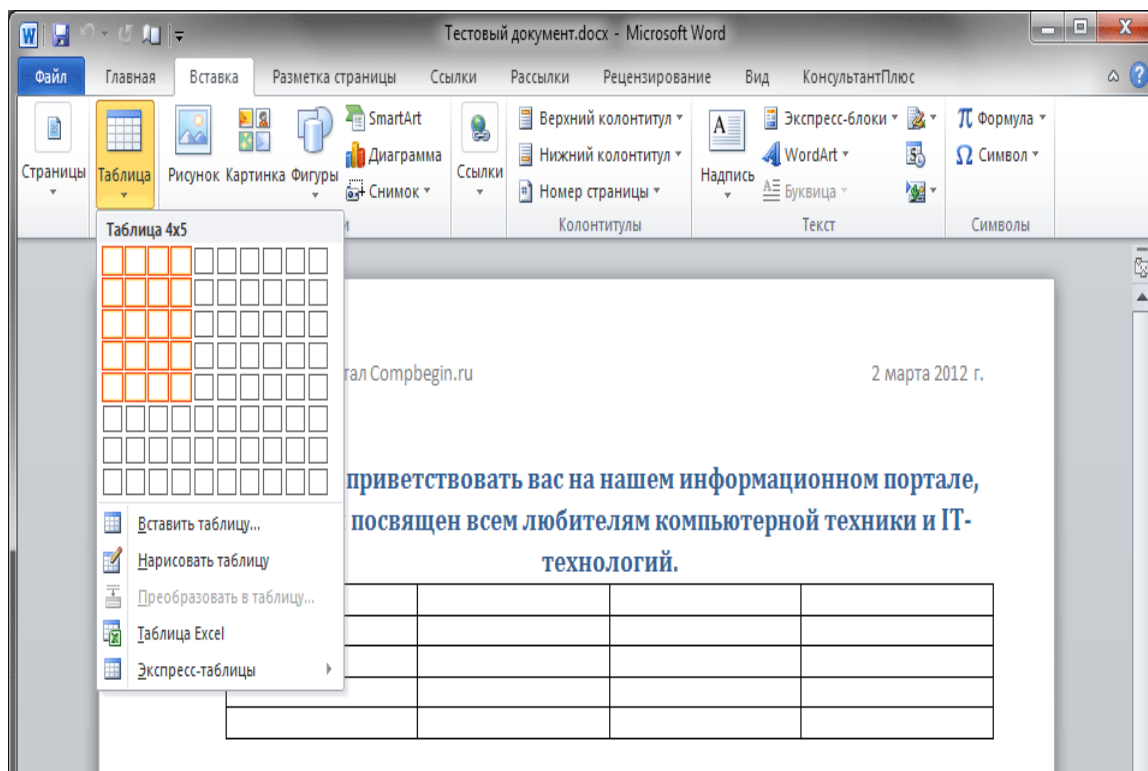 Тестовый документ.docx - Microsoft Word
Файл Главная Вставка Разметка страницы Ссылки Рассылки Рецензирование Вид КонсультантПлюс
Страницы
Таблица
Рисунок Картинка Фигуры
SmartArt
Диаграмма
Снимок
Ссылки
Верхний колонтитул
Нижний колонтитул
Номер страницы
Колонтитулы
Надпись
Экспресс-блоки
WordArt
Буквица
Текст
π Формула
Ω Символ
Символы
Таблица 4x5
Вставить таблицу...
Нарисовать таблицу
Преобразовать в таблицу...
Таблица Excel
Экспресс-таблицы
Compbegin.ru 2 марта 2012 г.
приветствовать вас на нашем информационном портале,
посвящен всем любителям компьютерной техники и IT-
технологий.